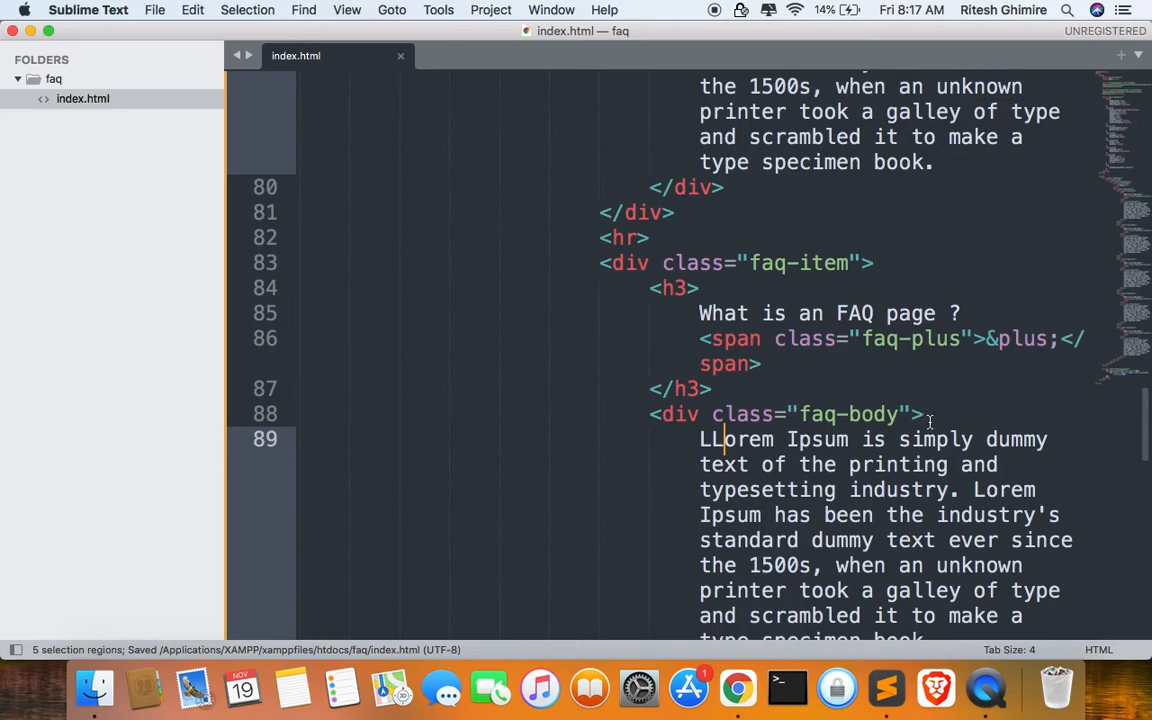 Sublime Text File Edit Selection Find View Goto Tools Project Window Help 14% Fri 8:17 AM Ritesh Ghimire
index.html — faq UNREGISTERED
FOLDERS
faq
<> index.html
index.html ×
the 1500s, when an unknown
printer took a galley of type
and scrambled it to make a
type specimen book.
80 </div>
81 </div>
82 <hr>
83 <div class="faq-item">
84 <h3>
85 What is an FAQ page ?
86 <span class="faq-plus">&plus;</
span>
87 </h3>
88 <div class="faq-body">
89 LLorem Ipsum is simply dummy
text of the printing and
typesetting industry. Lorem
Ipsum has been the industry's
standard dummy text ever since
the 1500s, when an unknown
printer took a galley of type
and scrambled it to make a
type specimen book.
5 selection regions; Saved /Applications/XAMPP/xamppfiles/htdocs/faq/index.html (UTF-8) Tab Size: 4 HTML
NOV
19
1